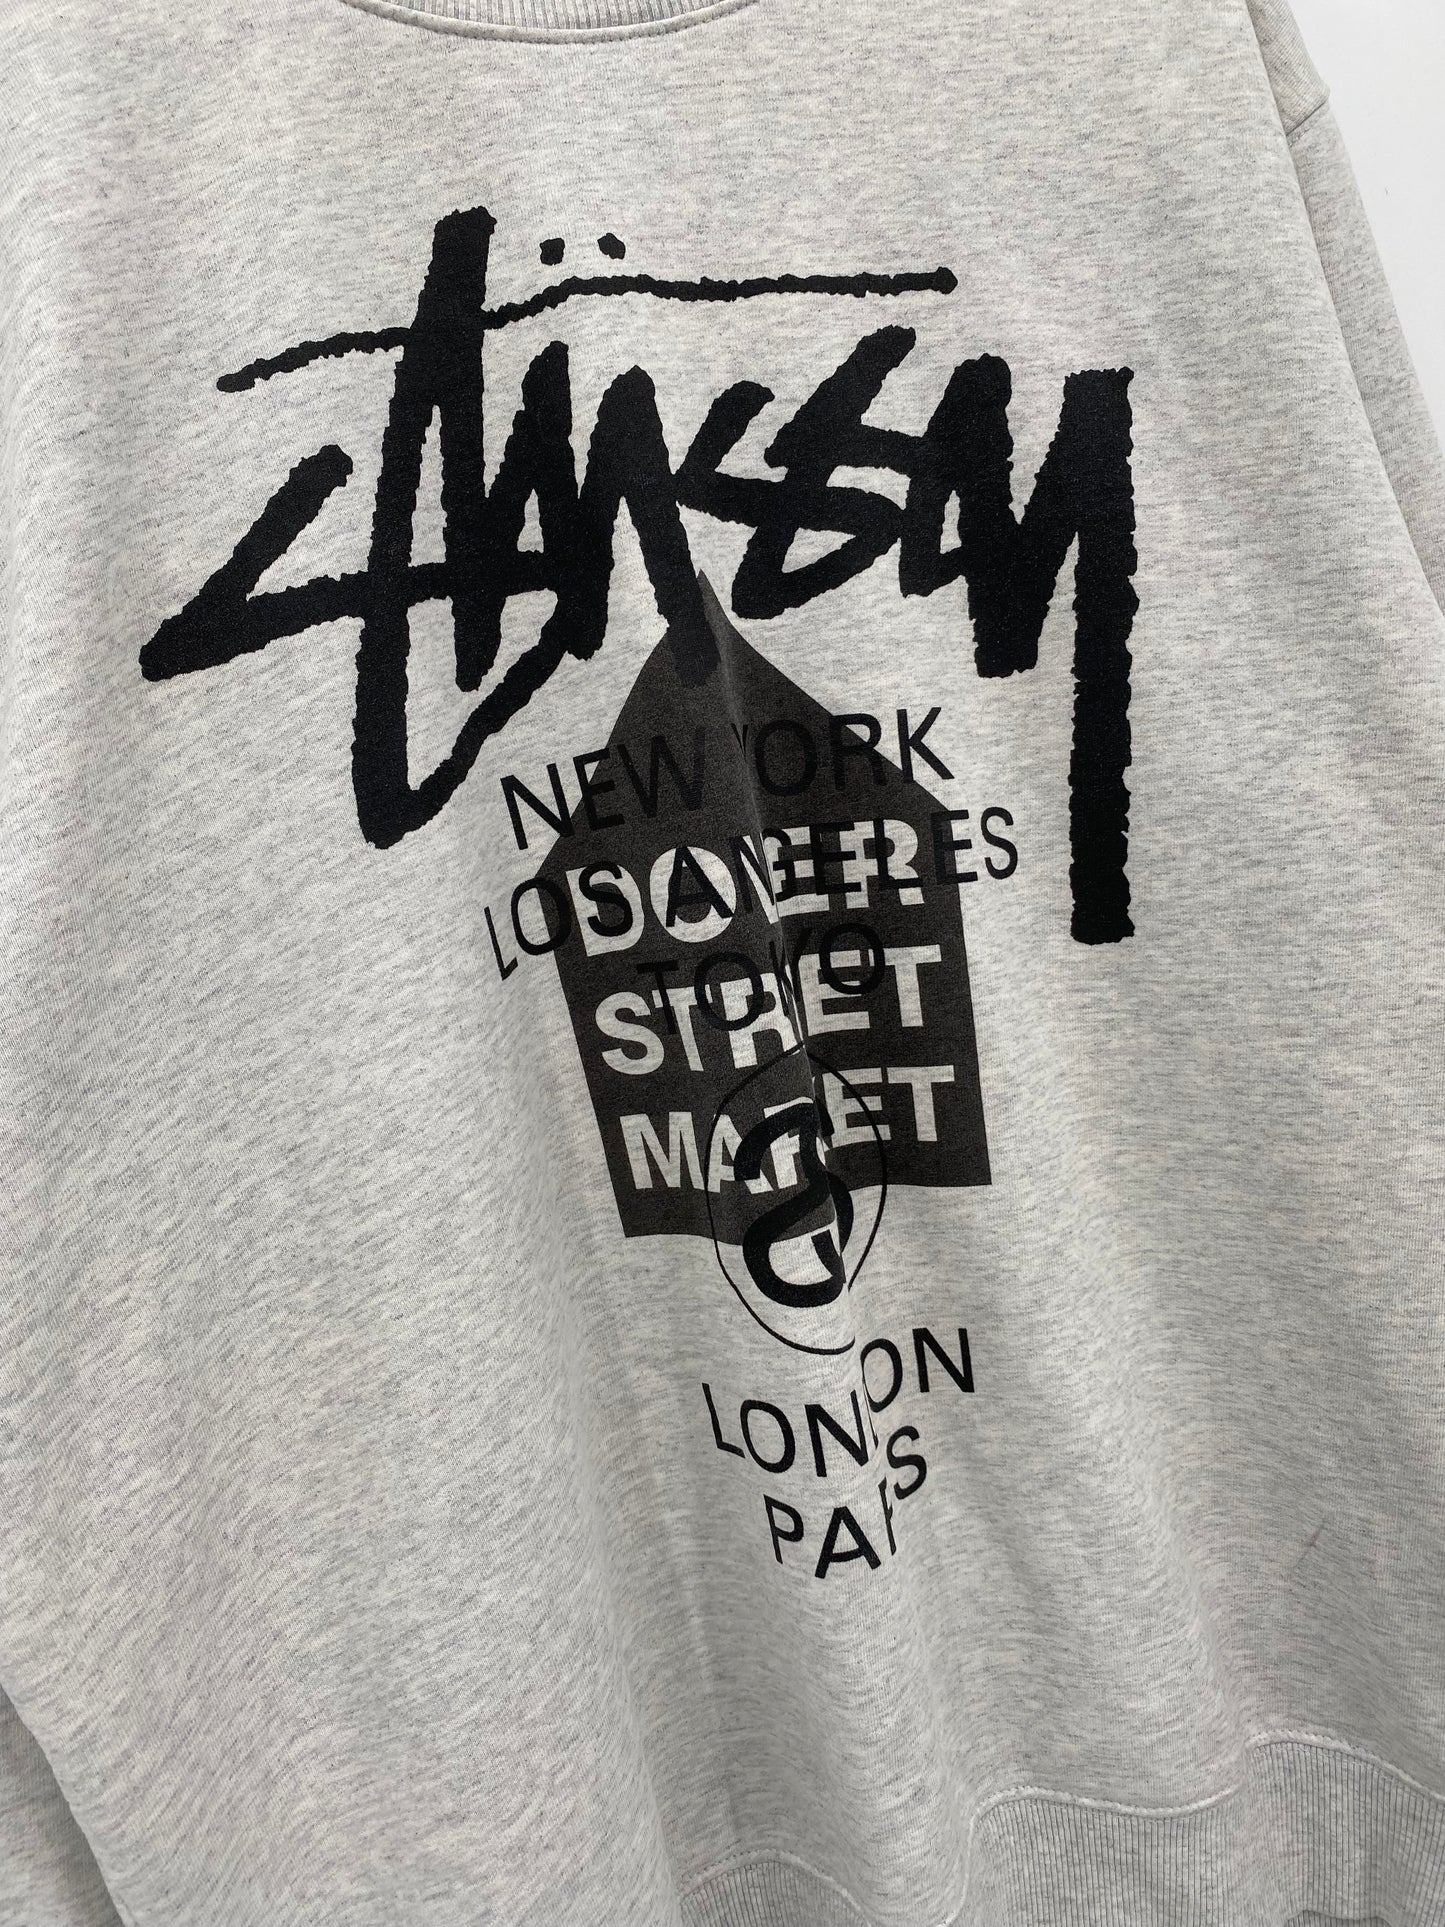 Stüssy
NEW YORK
LOS ANGELES
TOKYO
DOVER
STREET
MARKET
S
LONDON
PARIS